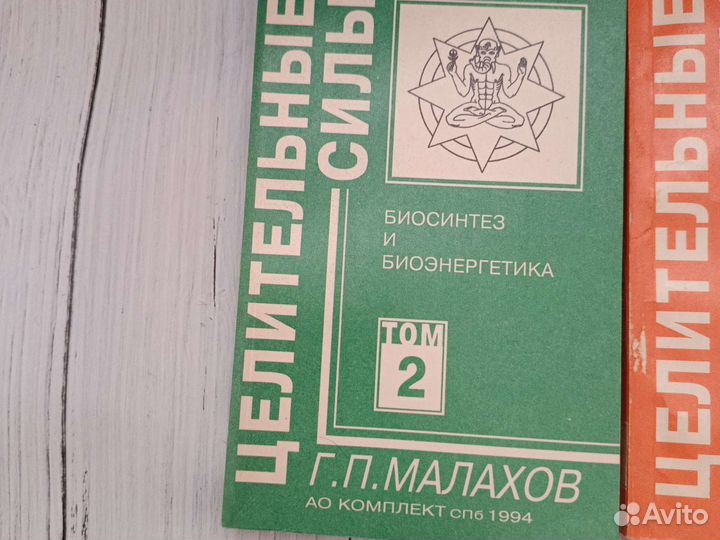 ЦЕЛИТЕЛЬНЫЕ
СИЛЫ
БИОСИНТЕЗ
И
БИОЭНЕРГЕТИКА
ТОМ
2
Г.П.МАЛАХОВ
АО КОМПЛЕКТ спб 1994
ЦЕЛИТЕЛЬНЫЕ
Avito